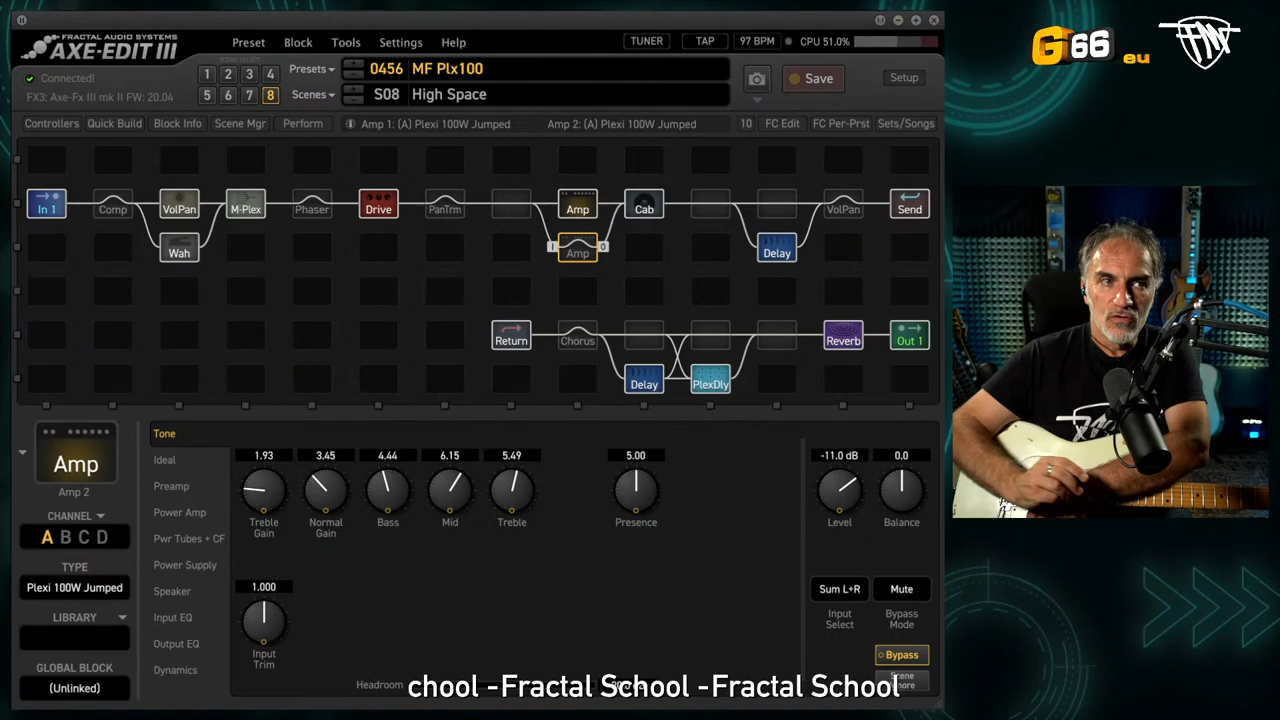 FRACTAL AUDIO SYSTEMS
AXE-EDIT III
Connected!
FX3: Axe-Fx III mk II FW: 20.04
Preset Block Tools Settings Help
TUNER TAP 97 BPM CPU 51.0%
SCENE SELECT
1 2 3 4
5 6 7 8
Presets 0456 MF Plx100
Scenes S08 High Space
Save Setup
Controllers Quick Build Block Info Scene Mgr Perform
Amp 1: (A) Plexi 100W Jumped Amp 2: (A) Plexi 100W Jumped
10 FC Edit FC Per-Prst Sets/Songs
In 1 Comp VolPan M-Plex Phaser Drive PanTrm Amp Cab VolPan Send
Wah I Amp O Delay
Return Chorus Reverb Out 1
Delay PlexDly
Amp
Amp 2
CHANNEL
A B C D
TYPE
Plexi 100W Jumped
LIBRARY
GLOBAL BLOCK
(Unlinked)
Tone
Ideal
Preamp
Power Amp
Pwr Tubes + CF
Power Supply
Speaker
Input EQ
Output EQ
Dynamics
1.93 3.45 4.44 6.15 5.49 5.00 -11.0 dB 0.0
Treble Gain Normal Gain Bass Mid Treble Presence Level Balance
1.000
Input Trim
Sum L+R Mute
Input Select Bypass Mode
Bypass
Scene Ignore
Headroom
chool -Fractal School -Fractal School
G66
eu
FMT